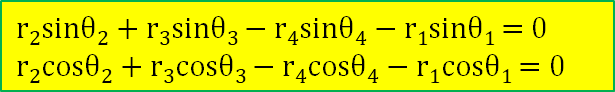 r₂sinθ₂ + r₃sinθ₃ − r₄sinθ₄ − r₁sinθ₁ = 0
r₂cosθ₂ + r₃cosθ₃ − r₄cosθ₄ − r₁cosθ₁ = 0